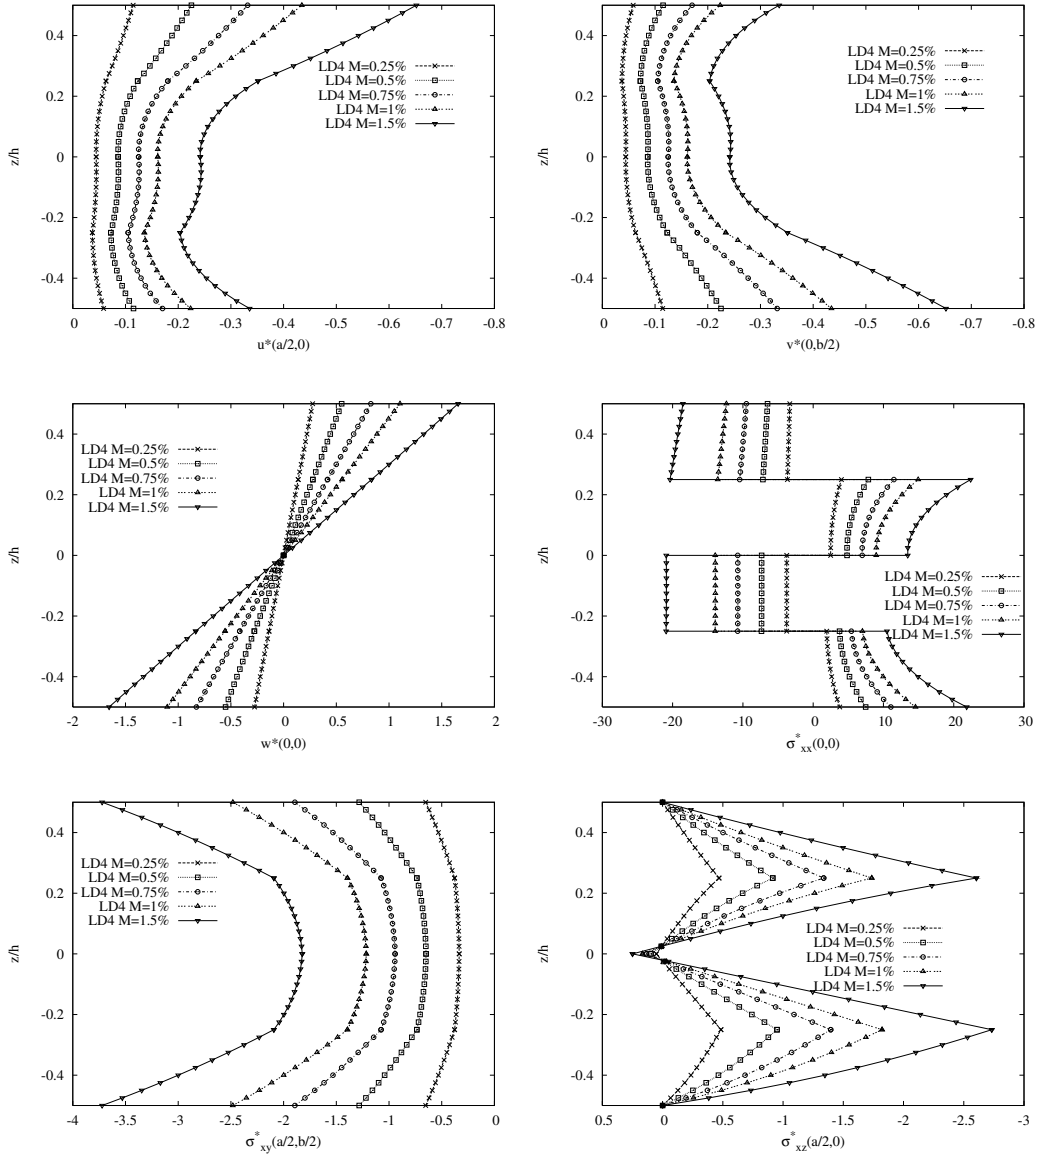 0.4
0.2
0
-0.2
-0.4
z/h
0 -0.1 -0.2 -0.3 -0.4 -0.5 -0.6 -0.7 -0.8
u*(a/2,0)
LD4 M=0.25%
LD4 M=0.5%
LD4 M=0.75%
LD4 M=1%
LD4 M=1.5%
0.4
0.2
0
-0.2
-0.4
z/h
0 -0.1 -0.2 -0.3 -0.4 -0.5 -0.6 -0.7 -0.8
v*(0,b/2)
LD4 M=0.25%
LD4 M=0.5%
LD4 M=0.75%
LD4 M=1%
LD4 M=1.5%
0.4
0.2
0
-0.2
-0.4
z/h
-2 -1.5 -1 -0.5 0 0.5 1 1.5 2
w*(0,0)
LD4 M=0.25%
LD4 M=0.5%
LD4 M=0.75%
LD4 M=1%
LD4 M=1.5%
0.4
0.2
0
-0.2
-0.4
z/h
-30 -20 -10 0 10 20 30
σ*xx(0,0)
LD4 M=0.25%
LD4 M=0.5%
LD4 M=0.75%
LD4 M=1%
LD4 M=1.5%
0.4
0.2
0
-0.2
-0.4
z/h
-4 -3.5 -3 -2.5 -2 -1.5 -1 -0.5 0
σ*xy(a/2,b/2)
LD4 M=0.25%
LD4 M=0.5%
LD4 M=0.75%
LD4 M=1%
LD4 M=1.5%
0.4
0.2
0
-0.2
-0.4
z/h
0.5 0 -0.5 -1 -1.5 -2 -2.5 -3
σ*xz(a/2,0)
LD4 M=0.25%
LD4 M=0.5%
LD4 M=0.75%
LD4 M=1%
LD4 M=1.5%